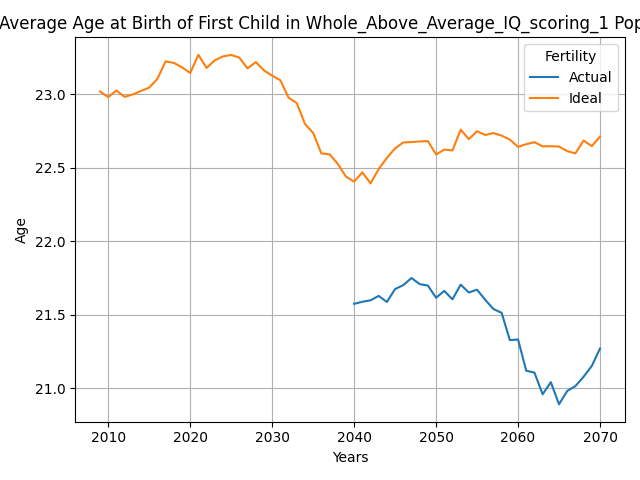 Average Age at Birth of First Child in Whole_Above_Average_IQ_scoring_1 Pop
Fertility
Actual
Ideal
23.0
22.5
22.0
21.5
21.0
Age
2010 2020 2030 2040 2050 2060 2070
Years